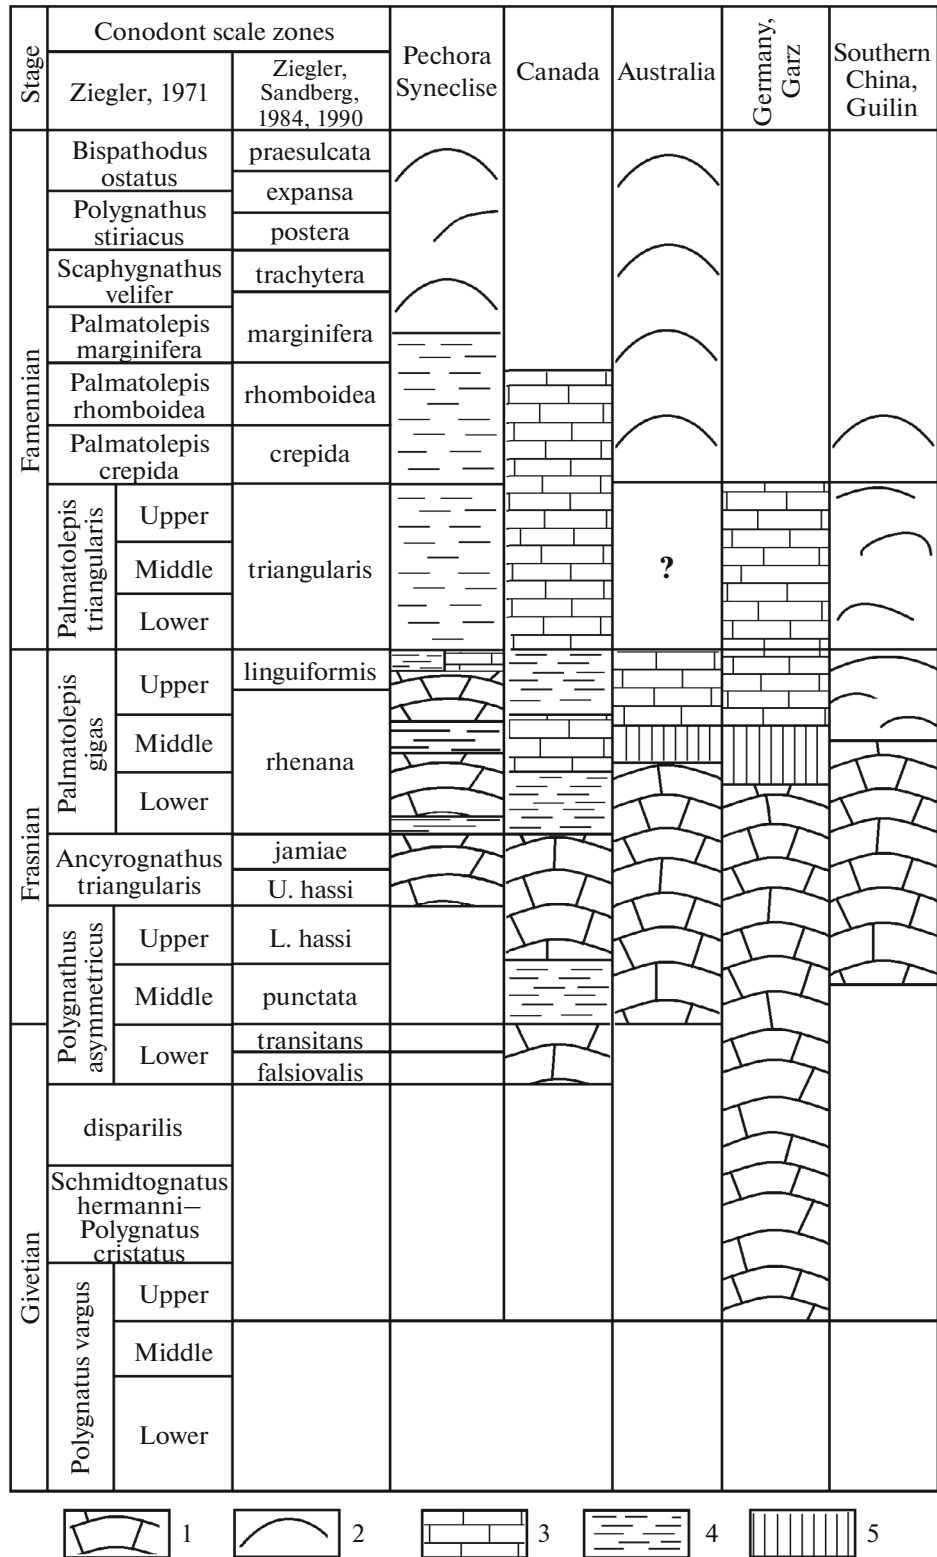 Stage
Conodont scale zones
Ziegler, 1971
Ziegler,
Sandberg,
1984, 1990
Pechora
Syneclise
Canada
Australia
Germany,
Garz
Southern
China,
Guilin
Famennian
Bispathodus
ostatus
praesulcata
expansa
Polygnathus
stiriacus
postera
Scaphygnathus
velifer
trachytera
Palmatolepis
marginifera
marginifera
Palmatolepis
rhomboidea
rhomboidea
Palmatolepis
crepida
crepida
Palmatolepis
triangularis
Upper
Middle
Lower
triangularis
?
Frasnian
Palmatolepis
gigas
Upper
Middle
Lower
linguiformis
rhenana
Ancyrognathus
triangularis
jamiae
U. hassi
Polygnathus
asymmetricus
Upper
Middle
Lower
L. hassi
punctata
transitans
falsiovalis
Givetian
disparilis
Schmidtognatus
hermanni–
Polygnatus
cristatus
Polygnatus vargus
Upper
Middle
Lower
1
2
3
4
5